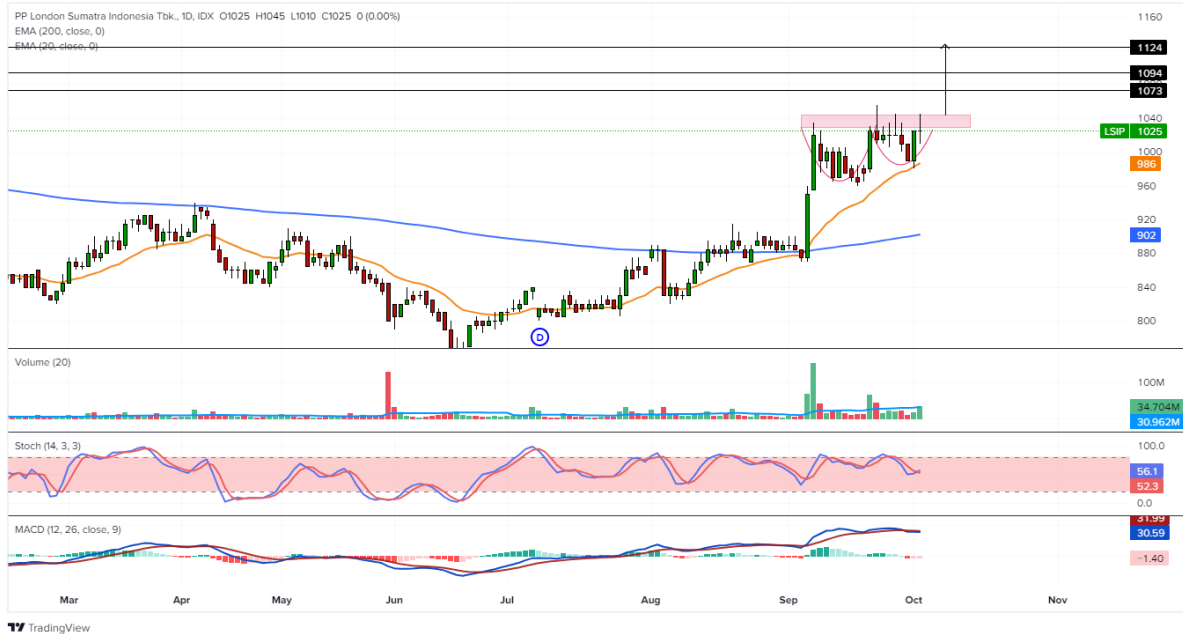 PP London Sumatra Indonesia Tbk., 1D, IDX O1025 H1045 L1010 C1025 0 (0.00%)
EMA (200, close, 0)
EMA (20, close, 0)
1160
1124
1094
1073
1040
LSIP 1025
1000
986
960
920
902
880
840
800
D
Volume (20)
100M
34.704M
30.962M
Stoch (14, 3, 3)
100.0
56.1
52.3
0.0
MACD (12, 26, close, 9)
31.99
30.59
−1.40
Mar Apr May Jun Jul Aug Sep Oct Nov
TradingView